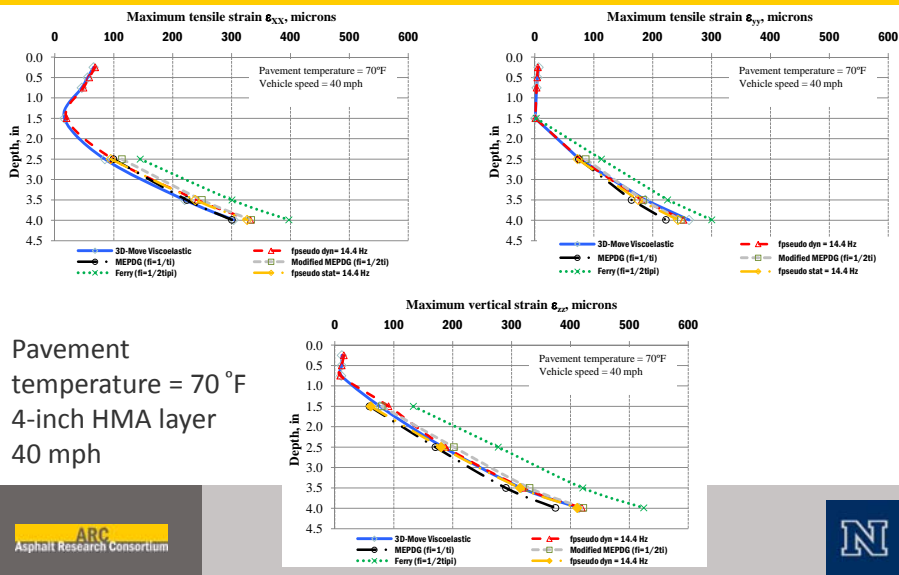 Maximum tensile strain εXX, microns
0 100 200 300 400 500 600
0.0
0.5
1.0
1.5
2.0
2.5
3.0
3.5
4.0
4.5
Depth, in
Pavement temperature = 70°F
Vehicle speed = 40 mph
3D-Move Viscoelastic
fpseudo dyn= 14.4 Hz
MEPDG (fi=1/ti)
Modified MEPDG (fi=1/2ti)
Ferry (fi=1/2tipi)
fpseudo stat= 14.4 Hz
Maximum tensile strain εyy, microns
0 100 200 300 400 500 600
0.0
0.5
1.0
1.5
2.0
2.5
3.0
3.5
4.0
4.5
Depth, in
Pavement temperature = 70°F
Vehicle speed = 40 mph
3D-Move Viscoelastic
fpseudo dyn = 14.4 Hz
MEPDG (fi=1/ti)
Modified MEPDG (fi=1/2ti)
Ferry (fi=1/2tipi)
fpseudo stat = 14.4 Hz
Maximum vertical strain εzz, microns
0 100 200 300 400 500 600
0.0
0.5
1.0
1.5
2.0
2.5
3.0
3.5
4.0
4.5
Depth, in
Pavement temperature = 70°F
Vehicle speed = 40 mph
3D-Move Viscoelastic
fpseudo dyn = 14.4 Hz
MEPDG (fi=1/ti)
Modified MEPDG (fi=1/2ti)
Ferry (fi=1/2tipi)
fpseudo stat = 14.4 Hz
Pavement
temperature = 70 °F
4-inch HMA layer
40 mph
ARC
Asphalt Research Consortium
N